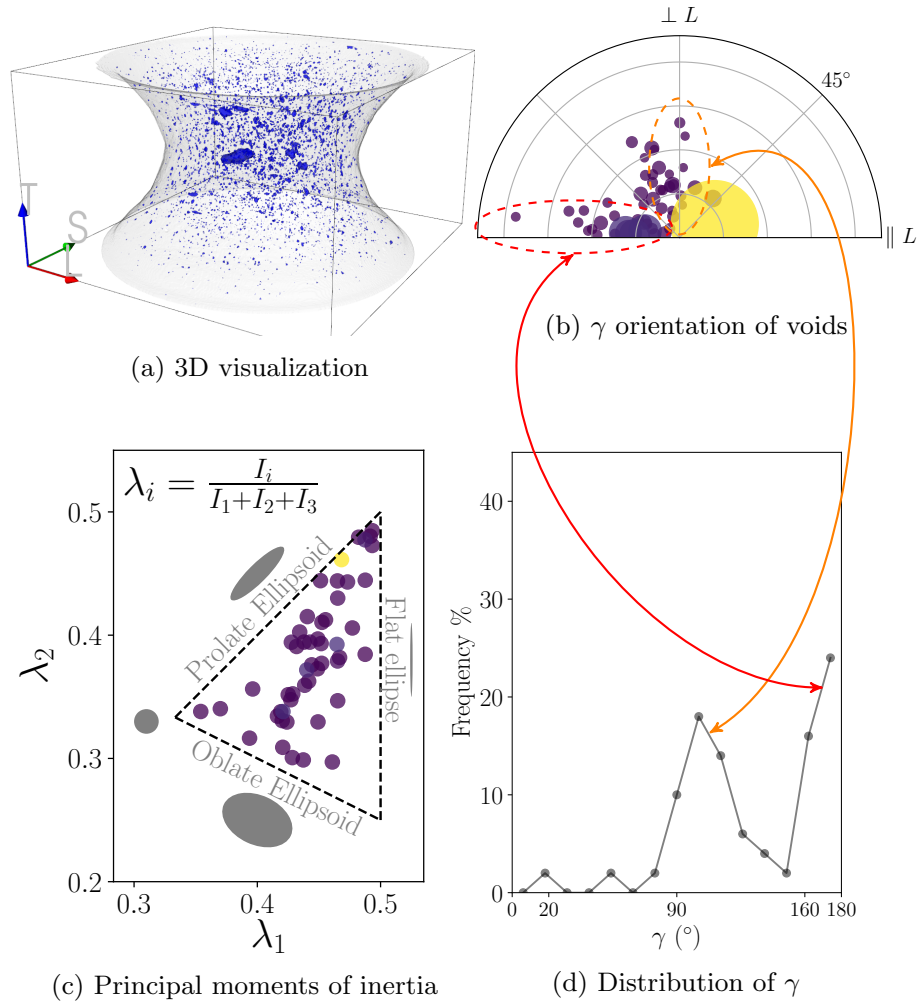 T
S
L
(a) 3D visualization
⊥ L
45°
∥ L
(b) γ orientation of voids
λ_i = I_i / (I_1+I_2+I_3)
Prolate Ellipsoid
Flat ellipse
Oblate Ellipsoid
0.5
0.4
0.3
0.2
λ_2
0.3 0.4 0.5
λ_1
(c) Principal moments of inertia
40
30
20
10
0
Frequency %
0 20 90 160 180
γ (°)
(d) Distribution of γ